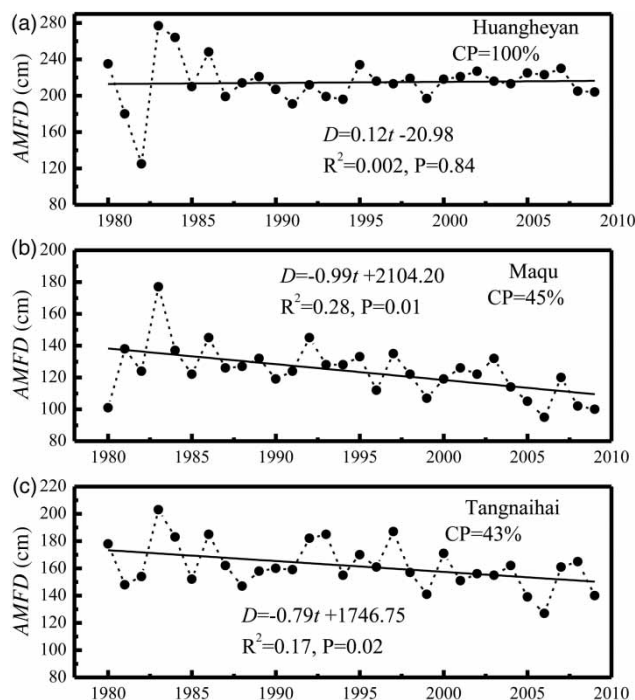 (a)
Huangheyan
CP=100%
AMFD (cm)
280
240
200
160
120
80
D=0.12t -20.98
R²=0.002, P=0.84
1980 1985 1990 1995 2000 2005 2010
(b)
Maqu
CP=45%
AMFD (cm)
200
180
160
140
120
100
80
60
D=-0.99t +2104.20
R²=0.28, P=0.01
1980 1985 1990 1995 2000 2005 2010
(c)
Tangnaihai
CP=43%
AMFD (cm)
220
200
180
160
140
120
100
80
D=-0.79t +1746.75
R²=0.17, P=0.02
1980 1985 1990 1995 2000 2005 2010